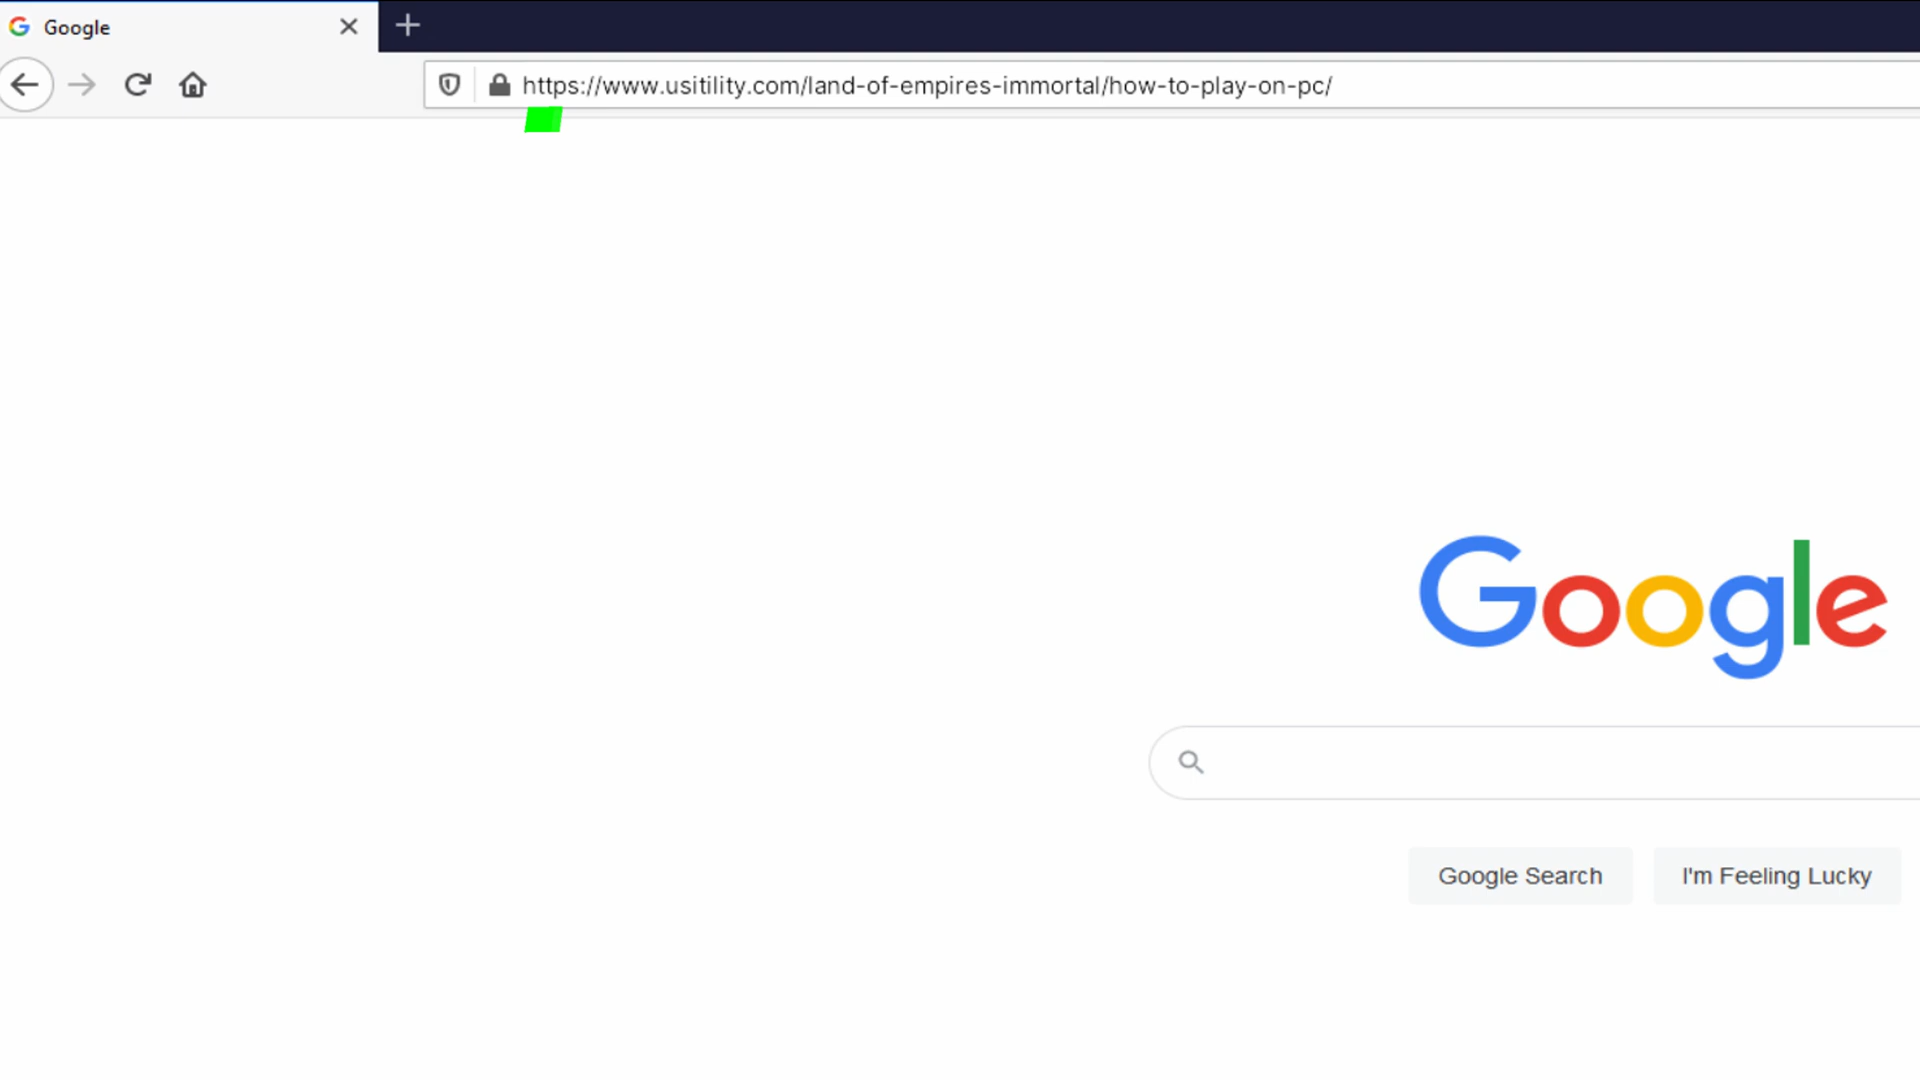 Google
https://www.usitility.com/land-of-empires-immortal/how-to-play-on-pc/
Google
Google Search
I'm Feeling Lucky